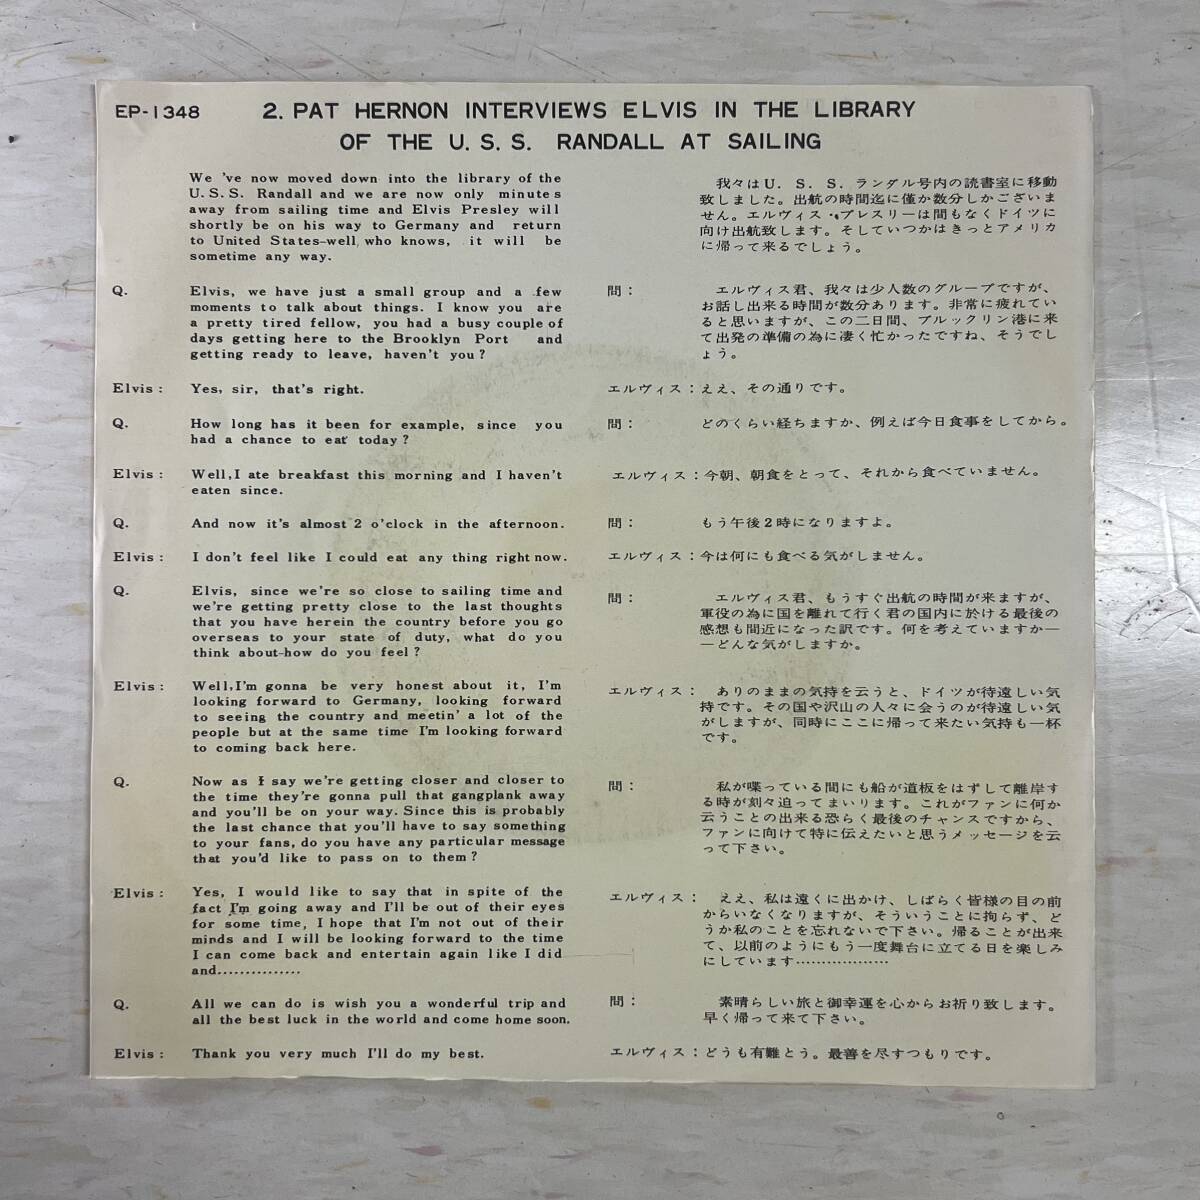 EP-1348
2. PAT HERNON INTERVIEWS ELVIS IN THE LIBRARY
OF THE U. S. S. RANDALL AT SAILING
We 've now moved down into the library of the
U. S. S. Randall and we are now only minutes
away from sailing time and Elvis Presley will
shortly be on his way to Germany and return
to United States-well, who knows, it will be
sometime any way.
Q. Elvis, we have just a small group and a few
moments to talk about things. I know you are
a pretty tired fellow, you had a busy couple of
days getting here to the Brooklyn Port and
getting ready to leave, haven't you?
Elvis: Yes, sir, that's right.
Q. How long has it been for example, since you
had a chance to eat today?
Elvis: Well, I ate breakfast this morning and I haven't
eaten since.
Q. And now it's almost 2 o'clock in the afternoon.
Elvis: I don't feel like I could eat any thing right now.
Q. Elvis, since we're so close to sailing time and
we're getting pretty close to the last thoughts
that you have herein the country before you go
overseas to your state of duty, what do you
think about-how do you feel?
Elvis: Well, I'm gonna be very honest about it, I'm
looking forward to Germany, looking forward
to seeing the country and meetin' a lot of the
people but at the same time I'm looking forward
to coming back here.
Q. Now as I say we're getting closer and closer to
the time they're gonna pull that gangplank away
and you'll be on your way. Since this is probably
the last chance that you'll have to say something
to your fans, do you have any particular message
that you'd like to pass on to them?
Elvis: Yes, I would like to say that in spite of the
fact I'm going away and I'll be out of their eyes
for some time, I hope that I'm not out of their
minds and I will be looking forward to the time
I can come back and entertain again like I did
and...............
Q. All we can do is wish you a wonderful trip and
all the best luck in the world and come home soon.
Elvis: Thank you very much I'll do my best.
我々はU. S. S. ランダル号内の読書室に移動
致しました。出航の時間迄に僅か数分しかございま
せん。エルヴィス・プレスリーは間もなくドイツに
向け出航致します。そしていつかはきっとアメリカ
に帰って来るでしょう。
問： エルヴィス君、我々は少人数のグループですが、
お話し出来る時間が数分あります。非常に疲れてい
ると思いますが、この二日間、ブルックリン港に来
て出発の準備の為に凄く忙かったですね、そうでし
ょう。
エルヴィス：ええ、その通りです。
問： どのくらい経ちますか、例えば今日食事をしてから。
エルヴィス：今朝、朝食をとって、それから食べていません。
問： もう午後2時になりますよ。
エルヴィス：今は何にも食べる気がしません。
問： エルヴィス君、もうすぐ出航の時間が来ますが、
軍役の為に国を離れて行く君の国内に於ける最後の
感想も間近になった訳です。何を考えていますか—
—どんな気がしますか。
エルヴィス： ありのままの気持を云うと、ドイツが待遠しい気
持です。その国や沢山の人々に会うのが待遠しい気
がしますが、同時にここに帰って来たい気持も一杯
です。
問： 私が喋っている間にも船が道板をはずして離岸す
る時が刻々迫ってまいります。これがファンに何か
云うことの出来る恐らく最後のチャンスですから、
ファンに向けて特に伝えたいと思うメッセージを云
って下さい。
エルヴィス： ええ、私は遠くに出かけ、しばらく皆様の目の前
からいなくなりますが、そういうことに拘らず、ど
うか私のことを忘れないで下さい。帰ることが出来
て、以前のようにもう一度舞台に立てる日を楽しみ
にしています………………
問： 素晴らしい旅と御幸運を心からお祈り致します。
早く帰って来て下さい。
エルヴィス：どうも有難とう。最善を尽すつもりです。